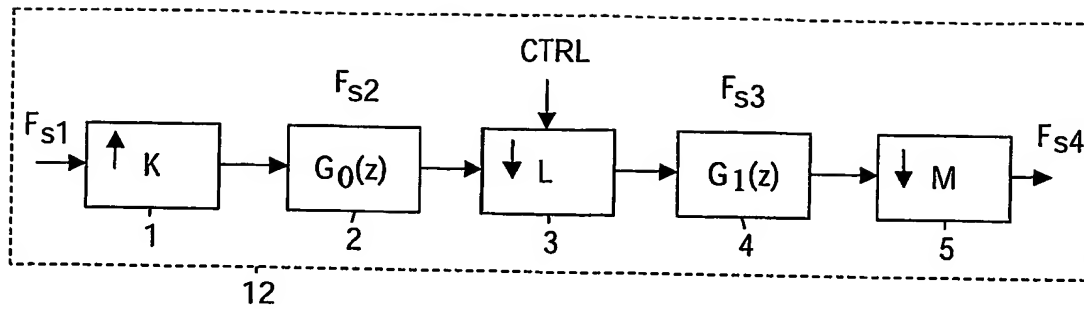 CTRL
Fs1
Fs2
Fs3
Fs4
↑ K
G0(z)
↓ L
G1(z)
↓ M
1
2
3
4
5
12